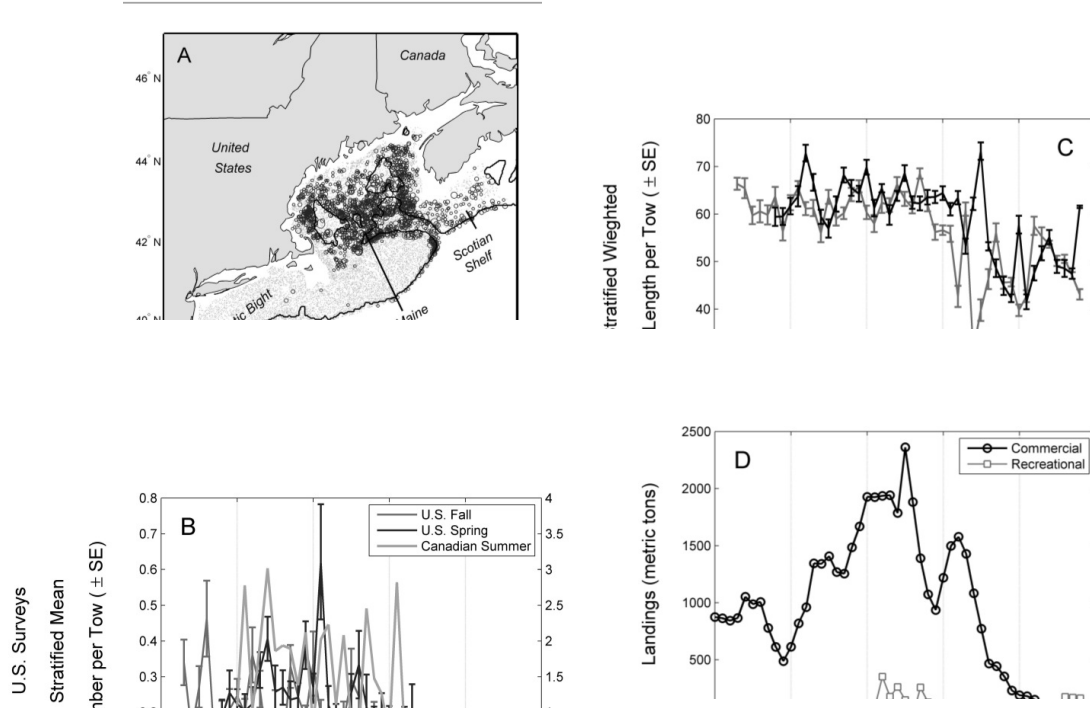 A
Canada
46° N
United
States
44° N
42° N
Scotian
Shelf
tic Bight
Maine
C
80
70
60
50
40
tratified Wieghted
Length per Tow ( ± SE)
D
2500
2000
1500
1000
500
Landings (metric tons)
Commercial
Recreational
B
0.8
0.7
0.6
0.5
0.4
0.3
4
3.5
3
2.5
2
1.5
U.S. Fall
U.S. Spring
Canadian Summer
U.S. Surveys
Stratified Mean
mber per Tow ( ± SE)